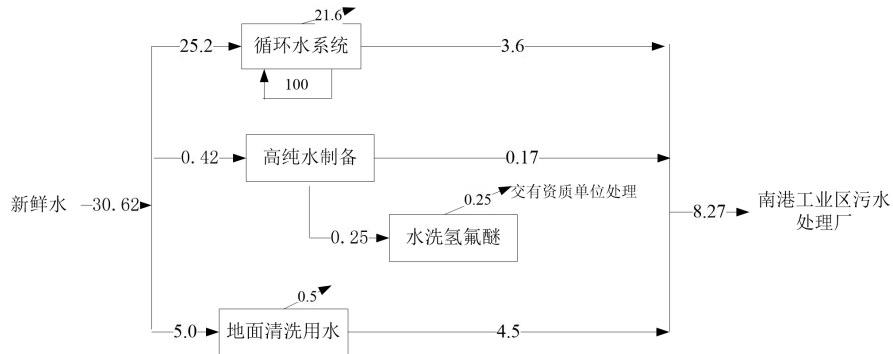 21.6
25.2
循环水系统
3.6
100
0.42
高纯水制备
0.17
0.25
交有资质单位处理
新鲜水
30.62
0.25
水洗氢氟醚
8.27
南港工业区污水
处理厂
0.5
5.0
地面清洗用水
4.5